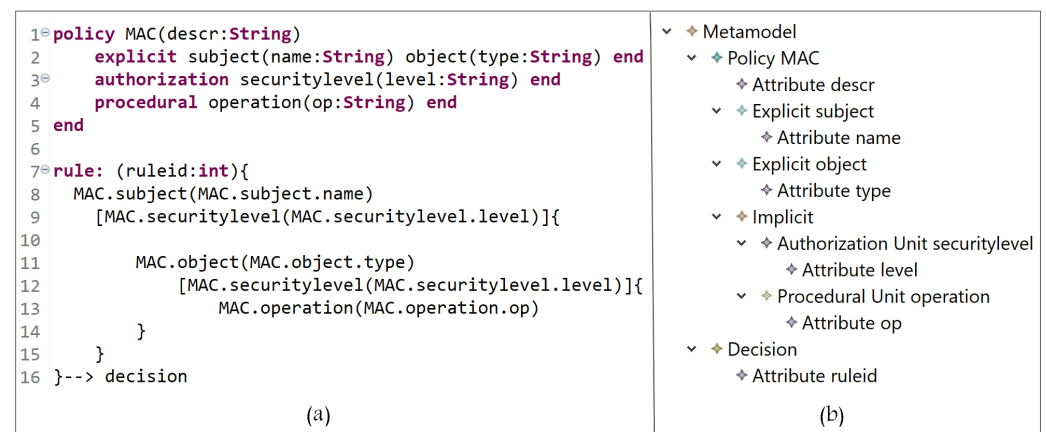 1 policy MAC(descr:String)
2 explicit subject(name:String) object(type:String) end
3 authorization securitylevel(level:String) end
4 procedural operation(op:String) end
5 end
6
7 rule: (ruleid:int){
8 MAC.subject(MAC.subject.name)
9 [MAC.securitylevel(MAC.securitylevel.level)]{
10
11 MAC.object(MAC.object.type)
12 [MAC.securitylevel(MAC.securitylevel.level)]{
13 MAC.operation(MAC.operation.op)
14 }
15 }
16 }--> decision
(a)
Metamodel
Policy MAC
Attribute descr
Explicit subject
Attribute name
Explicit object
Attribute type
Implicit
Authorization Unit securitylevel
Attribute level
Procedural Unit operation
Attribute op
Decision
Attribute ruleid
(b)